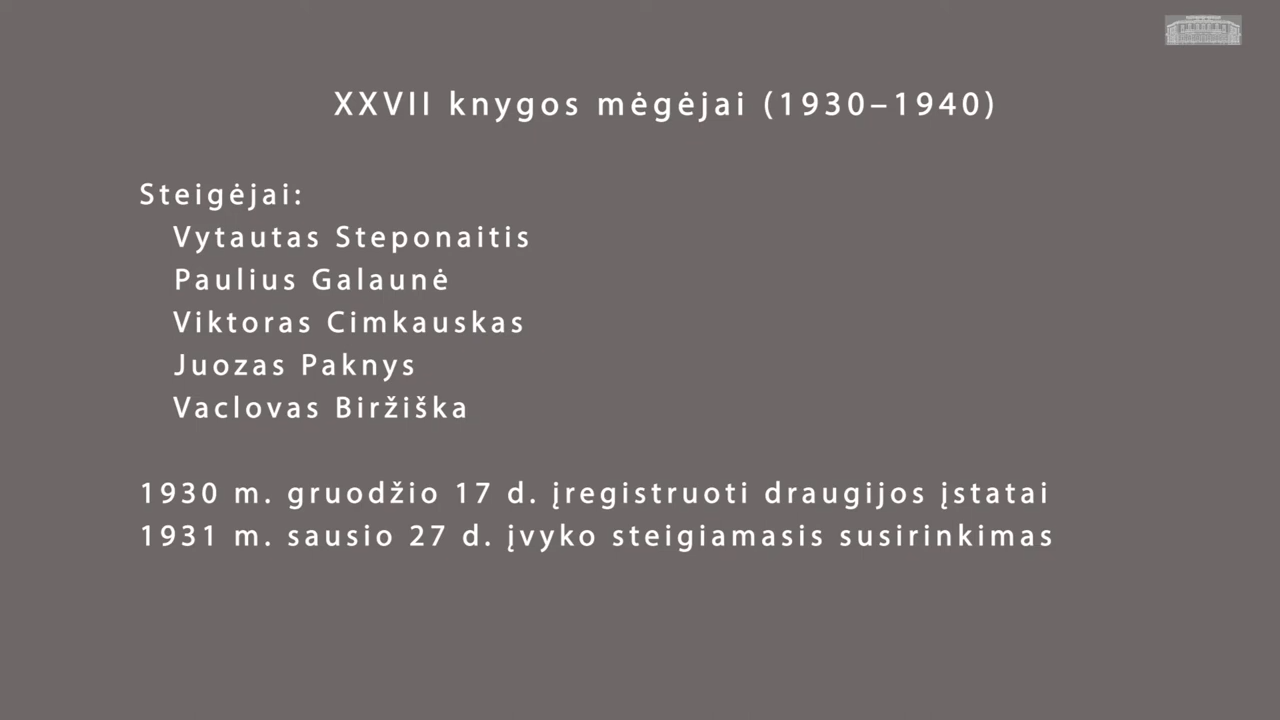 XXVII knygos mėgėjai (1930–1940)
Steigėjai:
Vytautas Steponaitis
Paulius Galaunė
Viktoras Cimkauskas
Juozas Paknys
Vaclovas Biržiška
1930 m. gruodžio 17 d. įregistruoti draugijos įstatai
1931 m. sausio 27 d. įvyko steigiamasis susirinkimas